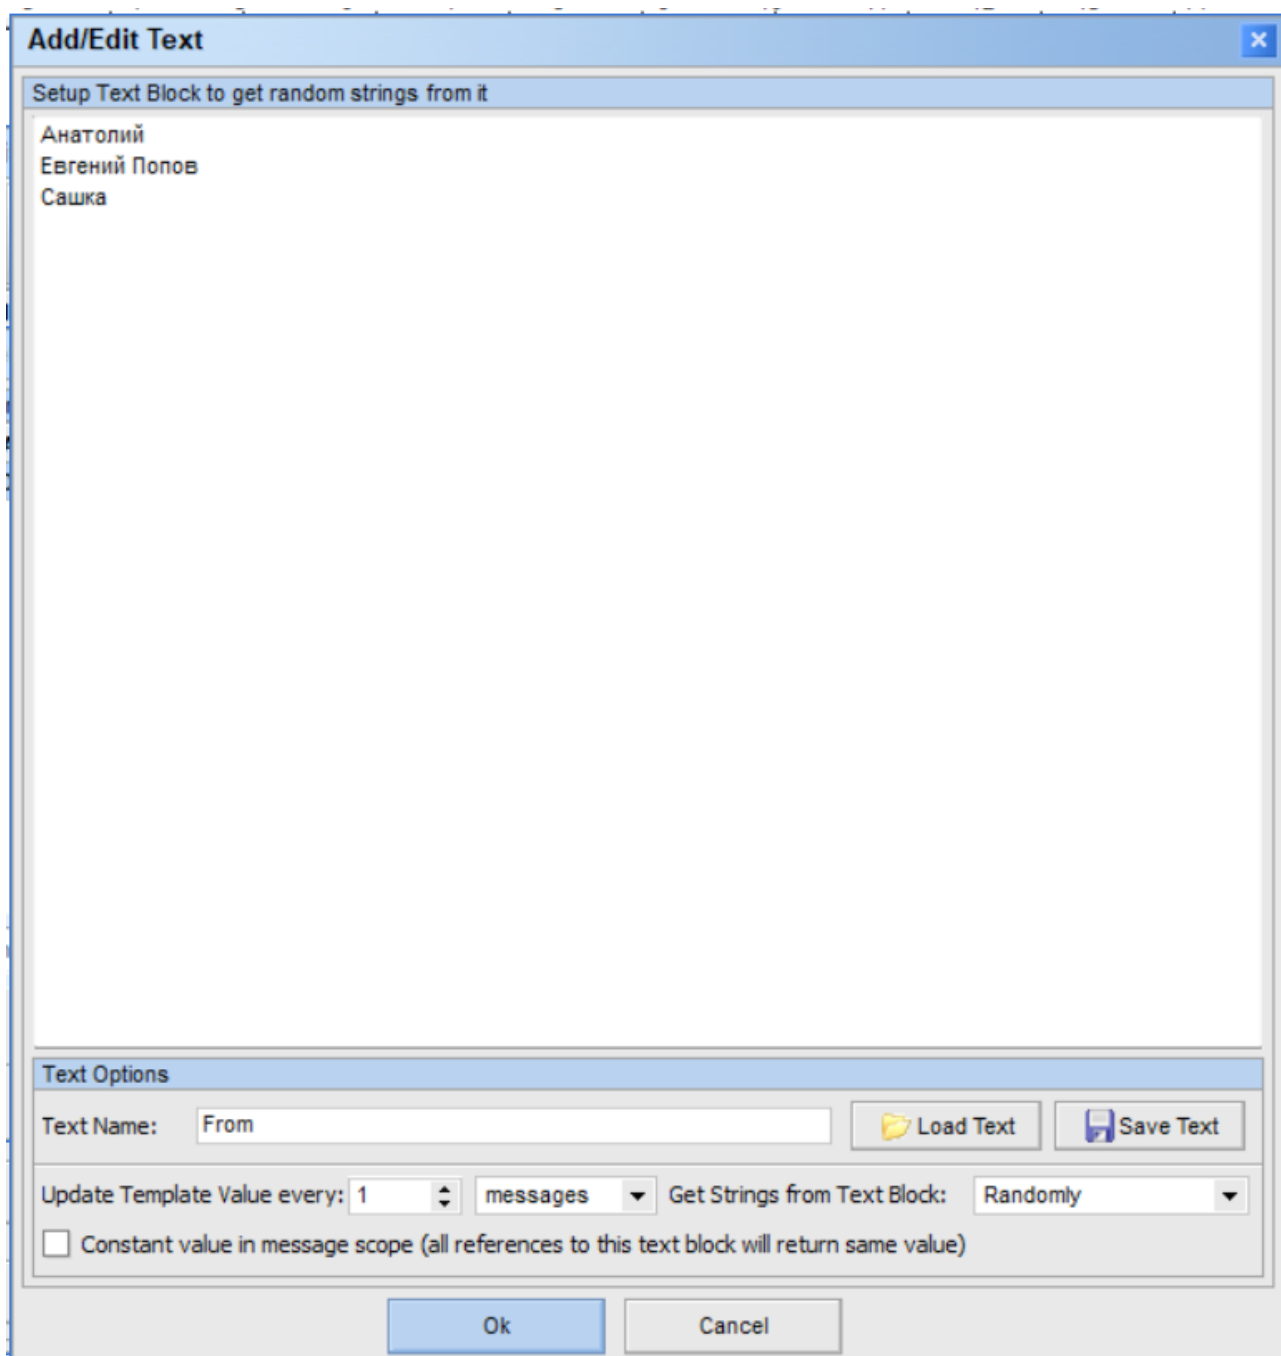 Add/Edit Text
Setup Text Block to get random strings from it
Анатолий
Евгений Попов
Сашка
Text Options
Text Name: From Load Text Save Text
Update Template Value every: 1 messages Get Strings from Text Block: Randomly
Constant value in message scope (all references to this text block will return same value)
Ok Cancel